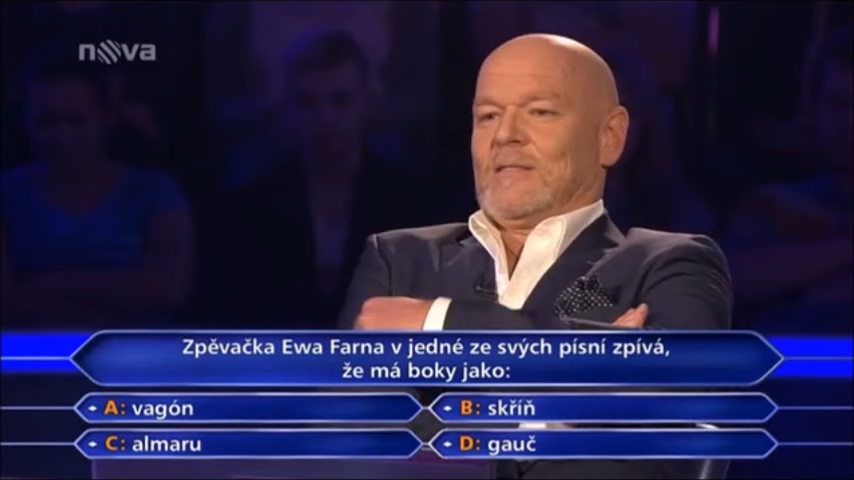 nova
Zpěvačka Ewa Farna v jedné ze svých písní zpívá,
že má boky jako:
A: vagón
B: skříň
C: almaru
D: gauč